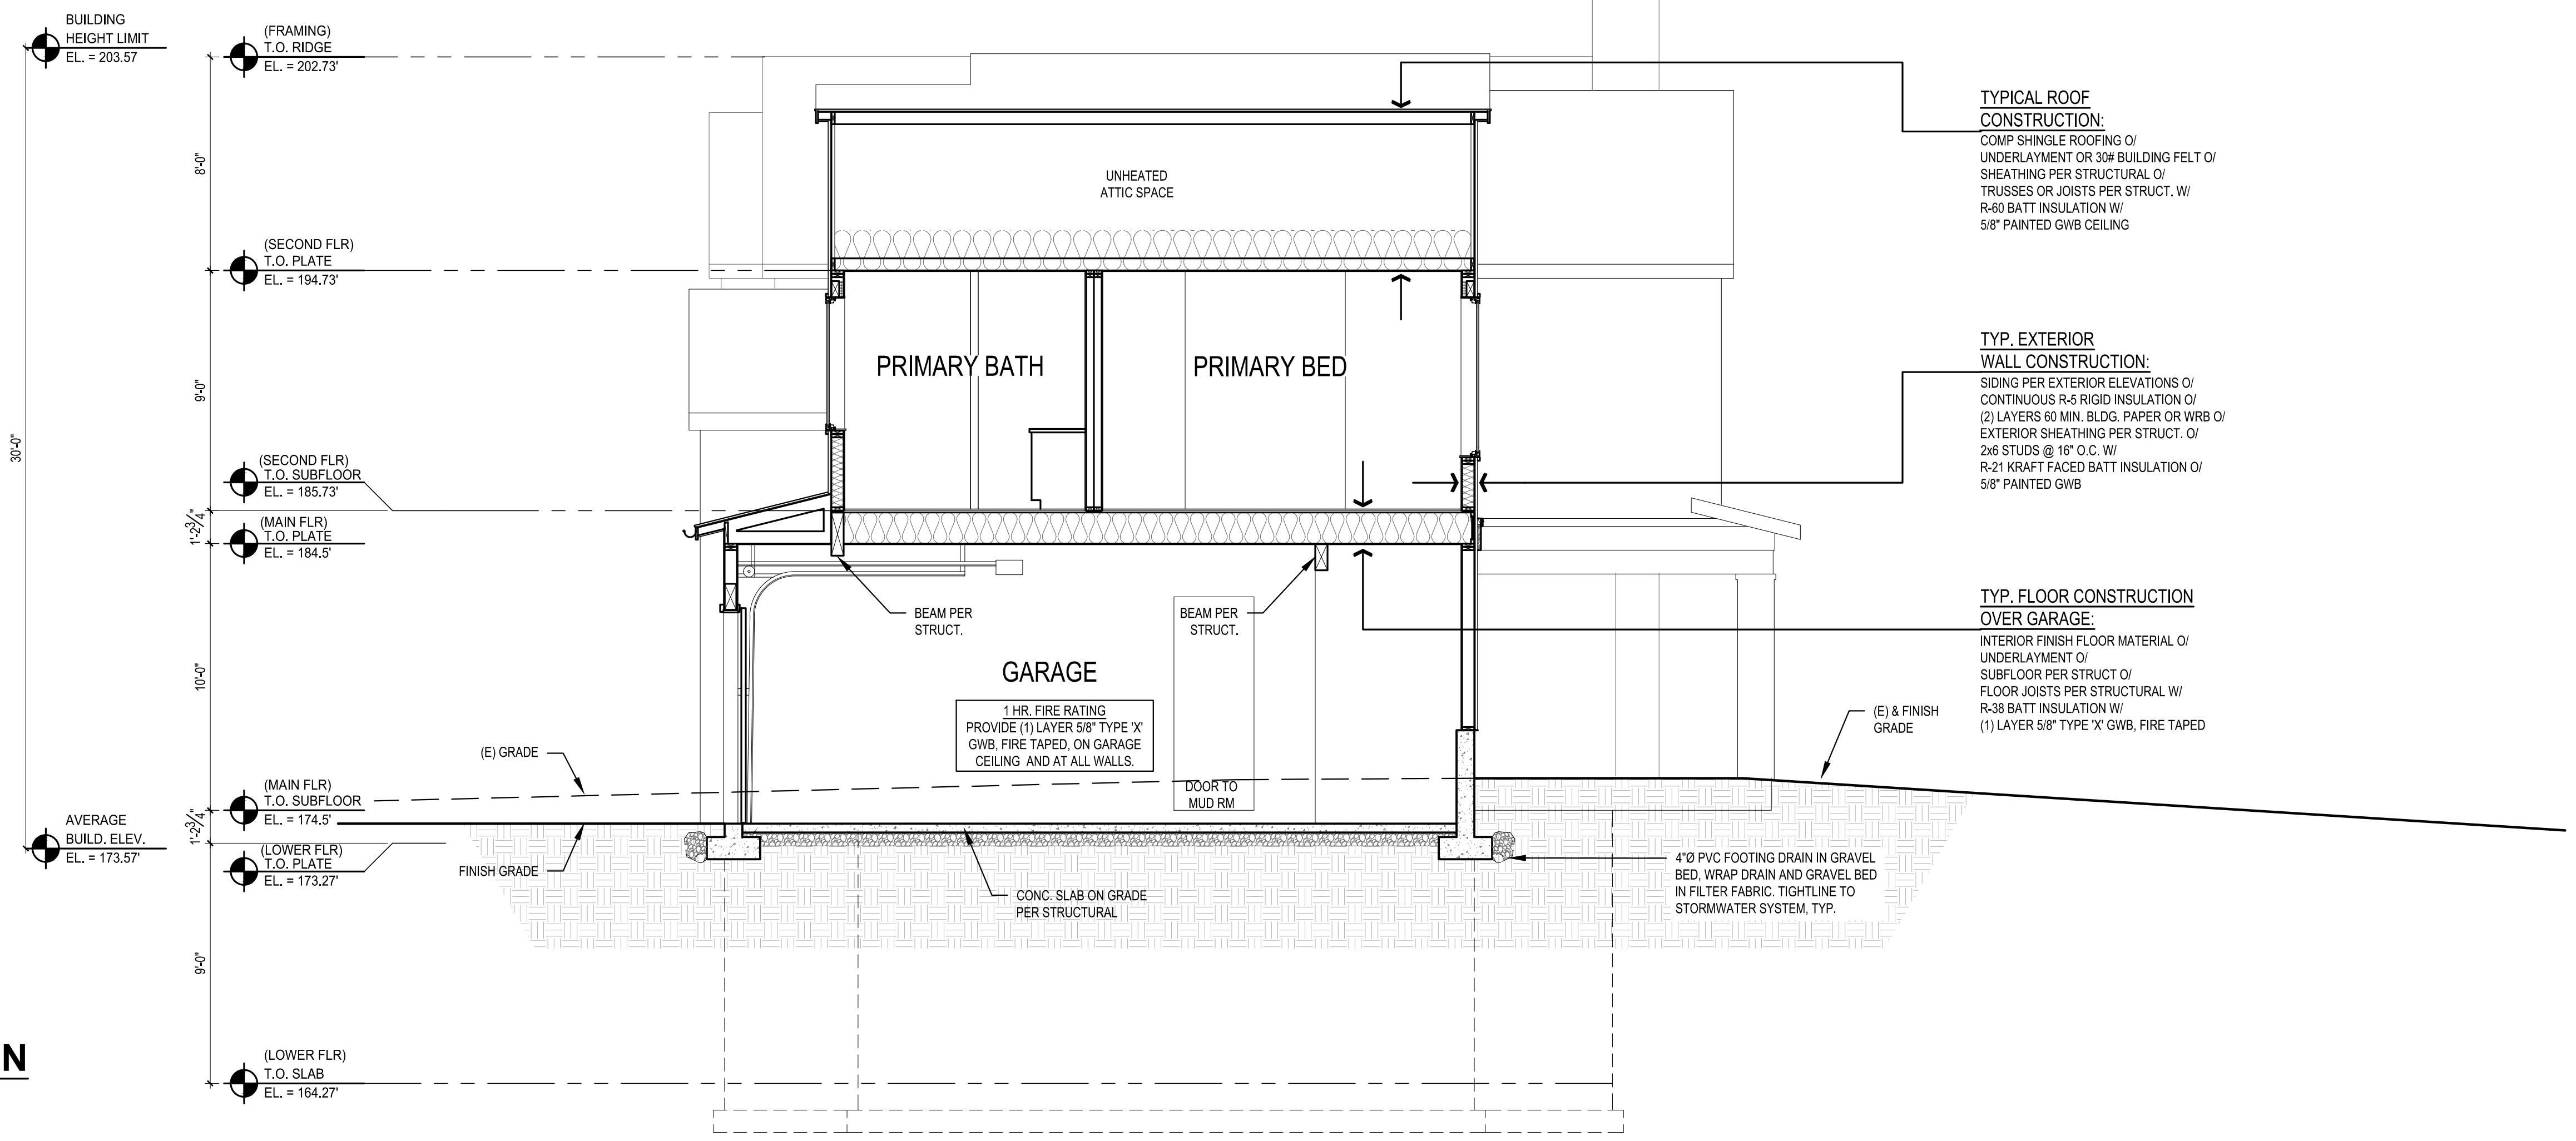 BUILDING
HEIGHT LIMIT
EL. = 203.57
(FRAMING)
T.O. RIDGE
EL. = 202.73'
8'-0"
(SECOND FLR)
T.O. PLATE
EL. = 194.73'
9'-0"
30'-0"
(SECOND FLR)
T.O. SUBFLOOR
EL. = 185.73'
1'-2 3/4"
(MAIN FLR)
T.O. PLATE
EL. = 184.5'
10'-0"
(MAIN FLR)
T.O. SUBFLOOR
EL. = 174.5'
1'-2 3/4"
AVERAGE
BUILD. ELEV.
EL. = 173.57'
(LOWER FLR)
T.O. PLATE
EL. = 173.27'
9'-0"
(LOWER FLR)
T.O. SLAB
EL. = 164.27'
N
UNHEATED
ATTIC SPACE
PRIMARY BATH
PRIMARY BED
BEAM PER
STRUCT.
BEAM PER
STRUCT.
GARAGE
1 HR. FIRE RATING
PROVIDE (1) LAYER 5/8" TYPE 'X'
GWB, FIRE TAPED, ON GARAGE
CEILING AND AT ALL WALLS.
DOOR TO
MUD RM
(E) GRADE
FINISH GRADE
CONC. SLAB ON GRADE
PER STRUCTURAL
(E) & FINISH
GRADE
4"Ø PVC FOOTING DRAIN IN GRAVEL
BED, WRAP DRAIN AND GRAVEL BED
IN FILTER FABRIC. TIGHTLINE TO
STORMWATER SYSTEM, TYP.
TYPICAL ROOF
CONSTRUCTION:
COMP SHINGLE ROOFING O/
UNDERLAYMENT OR 30# BUILDING FELT O/
SHEATHING PER STRUCTURAL O/
TRUSSES OR JOISTS PER STRUCT. W/
R-60 BATT INSULATION W/
5/8" PAINTED GWB CEILING
TYP. EXTERIOR
WALL CONSTRUCTION:
SIDING PER EXTERIOR ELEVATIONS O/
CONTINUOUS R-5 RIGID INSULATION O/
(2) LAYERS 60 MIN. BLDG. PAPER OR WRB O/
EXTERIOR SHEATHING PER STRUCT. O/
2x6 STUDS @ 16" O.C. W/
R-21 KRAFT FACED BATT INSULATION O/
5/8" PAINTED GWB
TYP. FLOOR CONSTRUCTION
OVER GARAGE:
INTERIOR FINISH FLOOR MATERIAL O/
UNDERLAYMENT O/
SUBFLOOR PER STRUCT O/
FLOOR JOISTS PER STRUCTURAL W/
R-38 BATT INSULATION W/
(1) LAYER 5/8" TYPE 'X' GWB, FIRE TAPED